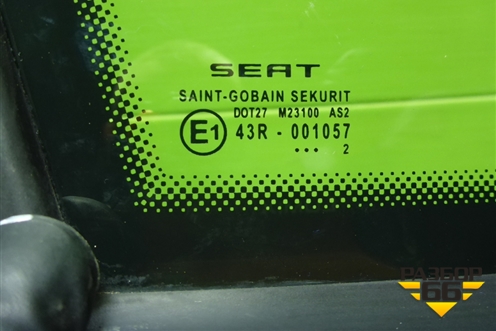 SEAT
SAINT-GOBAIN SEKURIT
DOT27 M23100 AS2
E1 43R - 001057
••• 2
РАЗБОР
66